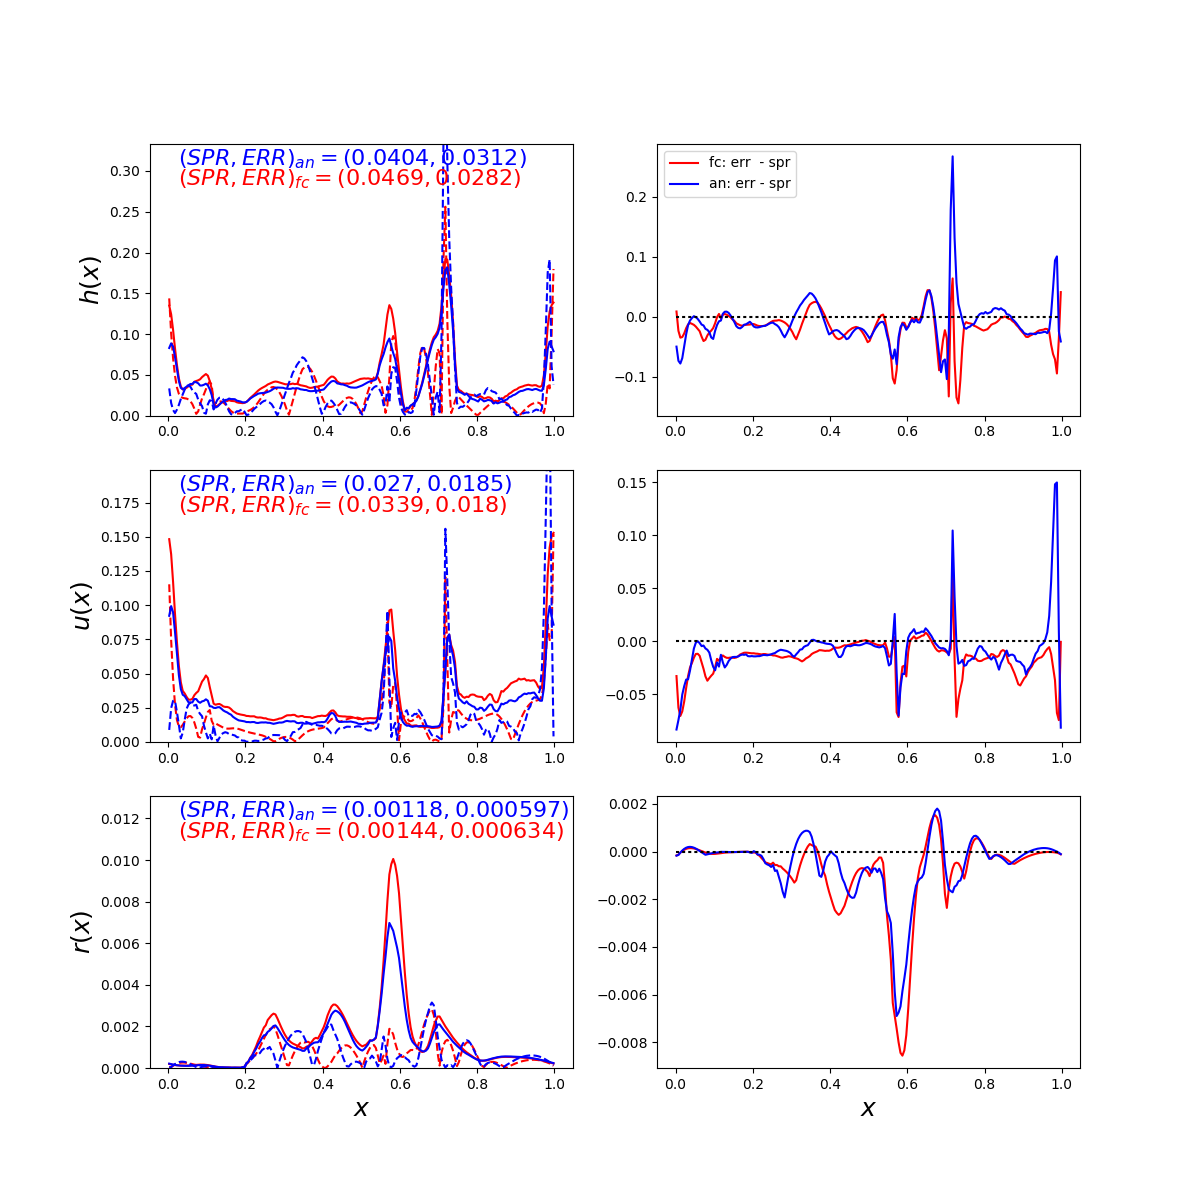 (SPR, ERR)an = (0.0404, 0.0312)
(SPR, ERR)fc = (0.0469, 0.0282)
h(x)
0.30
0.25
0.20
0.15
0.10
0.05
0.00
0.0 0.2 0.4 0.6 0.8 1.0
fc: err - spr
an: err - spr
0.2
0.1
0.0
−0.1
0.0 0.2 0.4 0.6 0.8 1.0
(SPR, ERR)an = (0.027, 0.0185)
(SPR, ERR)fc = (0.0339, 0.018)
u(x)
0.175
0.150
0.125
0.100
0.075
0.050
0.025
0.000
0.0 0.2 0.4 0.6 0.8 1.0
0.15
0.10
0.05
0.00
−0.05
0.0 0.2 0.4 0.6 0.8 1.0
(SPR, ERR)an = (0.00118, 0.000597)
(SPR, ERR)fc = (0.00144, 0.000634)
r(x)
0.012
0.010
0.008
0.006
0.004
0.002
0.000
0.0 0.2 0.4 0.6 0.8 1.0
x
0.002
0.000
−0.002
−0.004
−0.006
−0.008
0.0 0.2 0.4 0.6 0.8 1.0
x